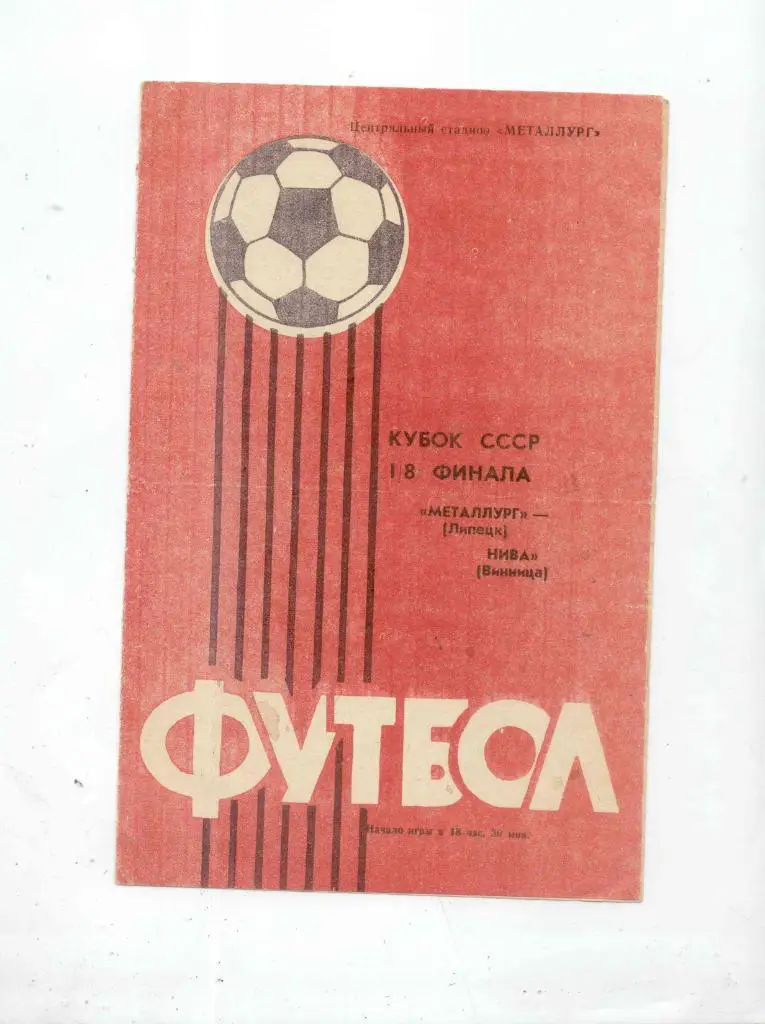 Центральный стадион «МЕТАЛЛУРГ»
КУБОК СССР
1/8 ФИНАЛА
«МЕТАЛЛУРГ» —
(Липецк)
НИВА»
(Винница)
ФУТБОЛ
Начало игры в 18 час. 30 мин.